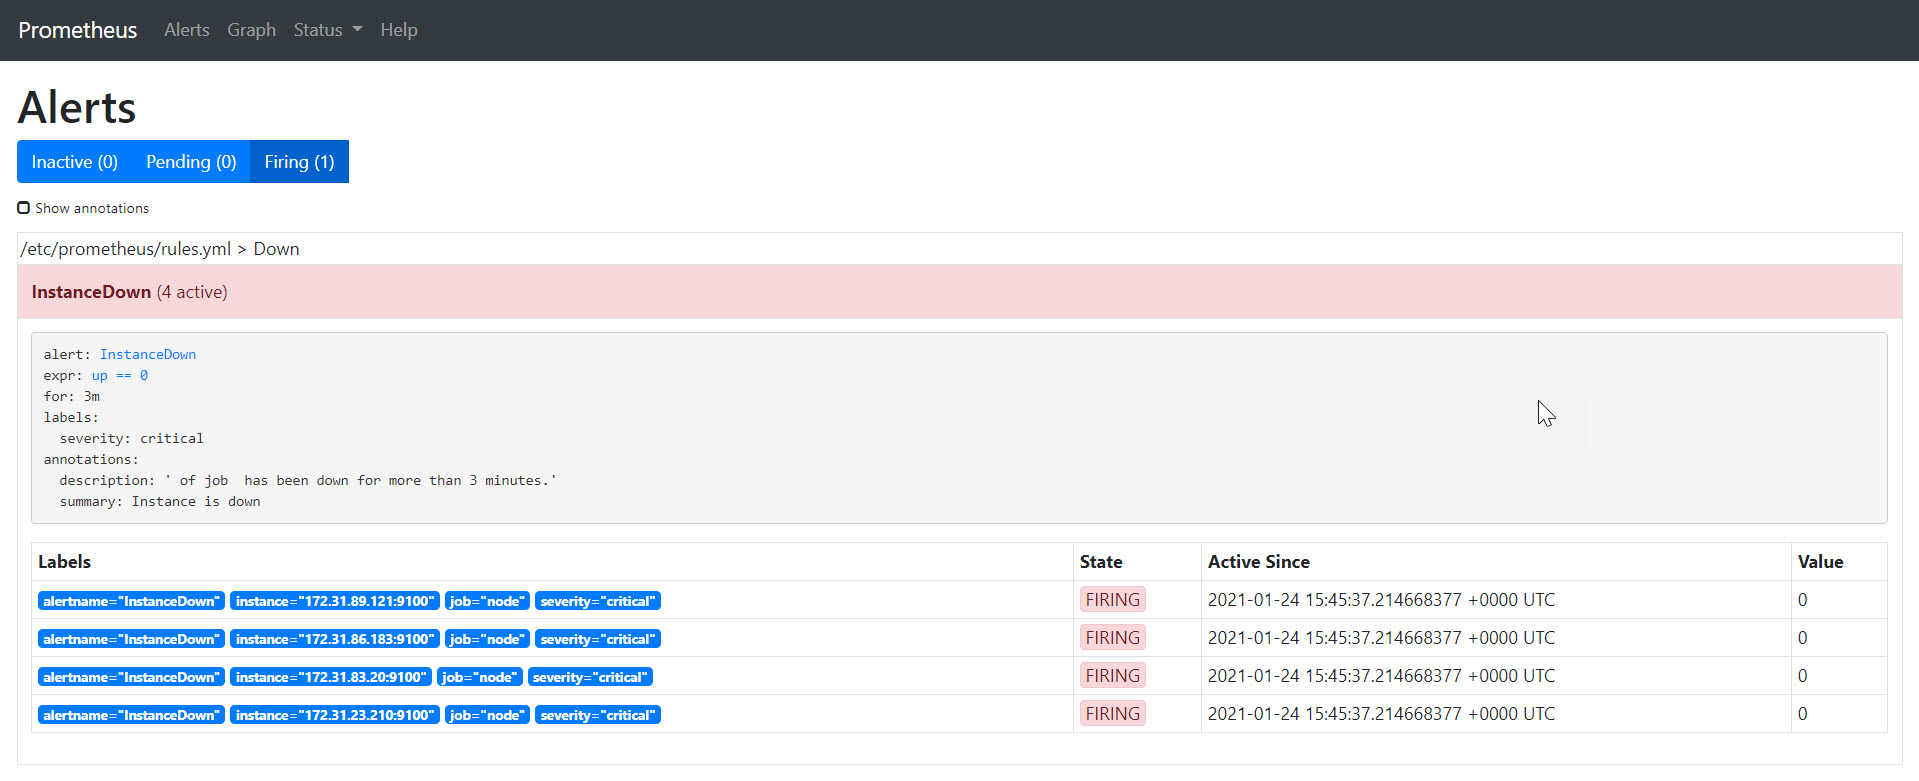 Prometheus Alerts Graph Status Help
Alerts
Inactive (0) Pending (0) Firing (1)
Show annotations
/etc/prometheus/rules.yml > Down
InstanceDown (4 active)
alert: InstanceDown
expr: up == 0
for: 3m
labels:
  severity: critical
annotations:
  description: ' of job  has been down for more than 3 minutes.'
  summary: Instance is down
Labels State Active Since Value
alertname="InstanceDown" instance="172.31.89.121:9100" job="node" severity="critical" FIRING 2021-01-24 15:45:37.214668377 +0000 UTC 0
alertname="InstanceDown" instance="172.31.86.183:9100" job="node" severity="critical" FIRING 2021-01-24 15:45:37.214668377 +0000 UTC 0
alertname="InstanceDown" instance="172.31.83.20:9100" job="node" severity="critical" FIRING 2021-01-24 15:45:37.214668377 +0000 UTC 0
alertname="InstanceDown" instance="172.31.23.210:9100" job="node" severity="critical" FIRING 2021-01-24 15:45:37.214668377 +0000 UTC 0